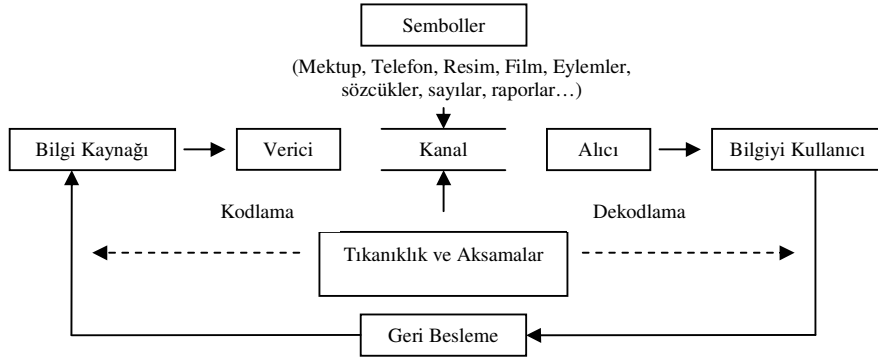 Semboller
(Mektup, Telefon, Resim, Film, Eylemler,
sözcükler, sayılar, raporlar…)
Bilgi Kaynağı
Verici
Kanal
Alıcı
Bilgiyi Kullanıcı
Kodlama
Dekodlama
Tıkanıklık ve Aksamalar
Geri Besleme